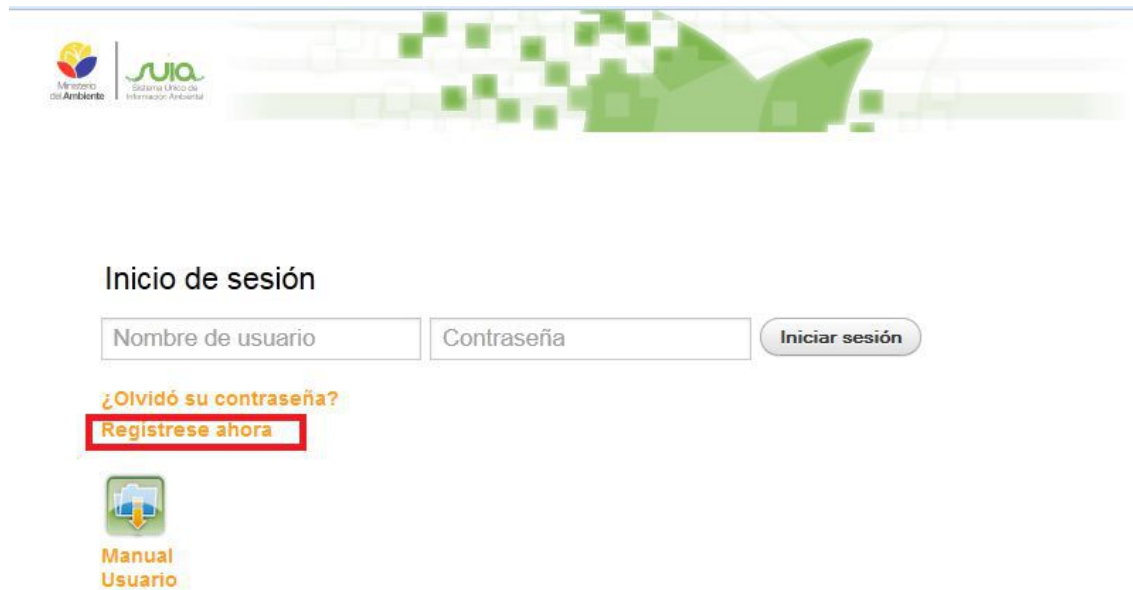 Ministerio
del Ambiente
suia
Sistema Único de
Información Ambiental
Inicio de sesión
Nombre de usuario
Contraseña
Iniciar sesión
¿Olvidó su contraseña?
Regístrese ahora
Manual
Usuario